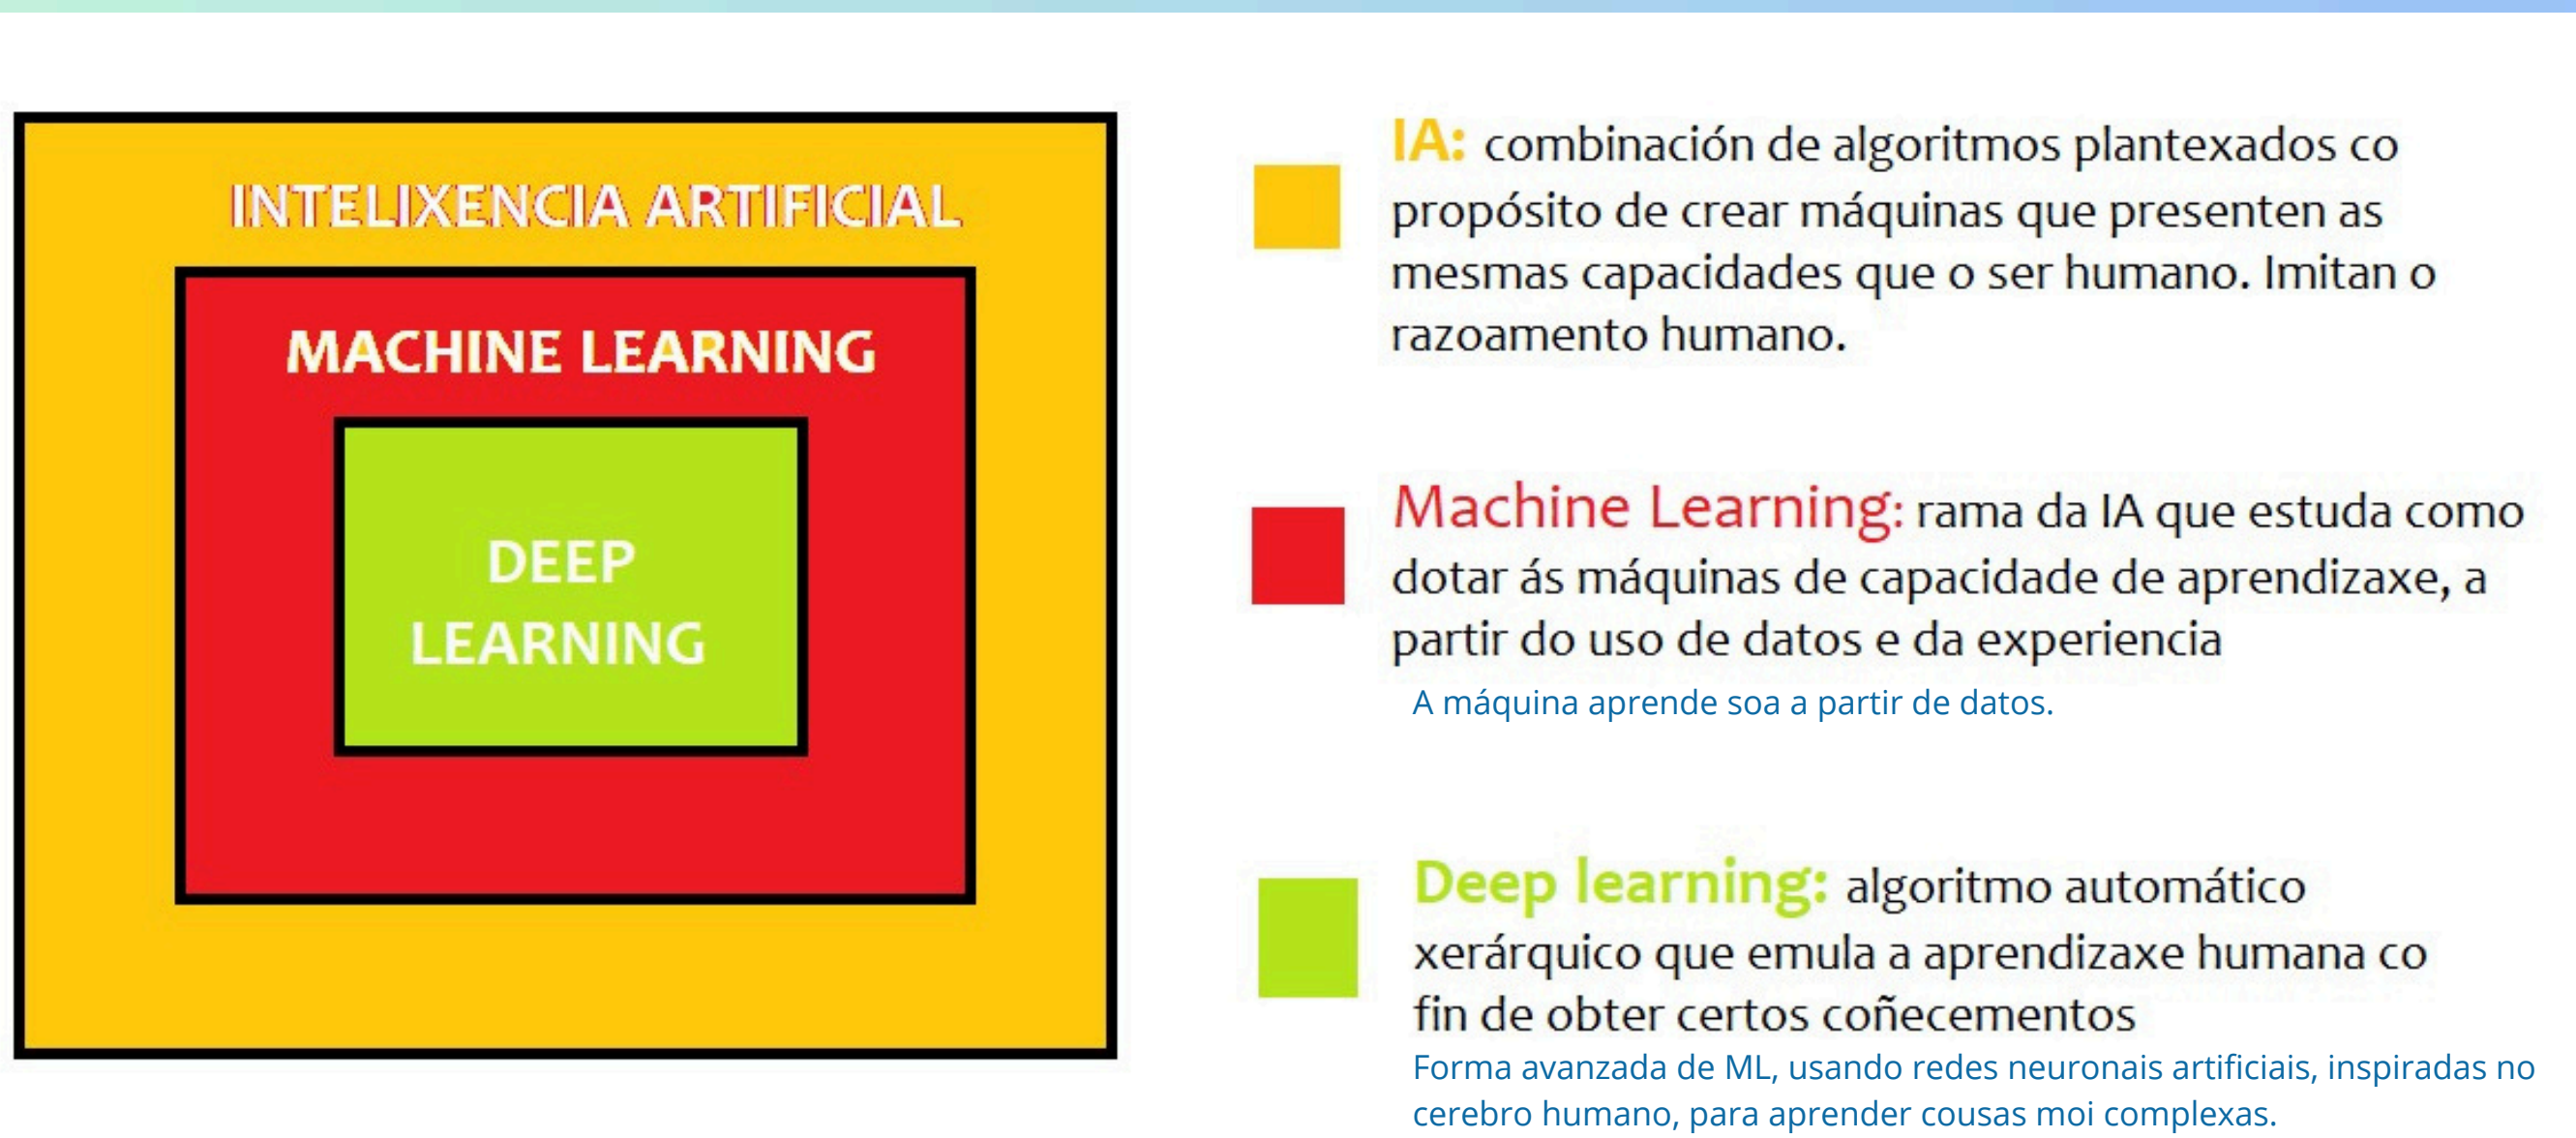 INTELIXENCIA ARTIFICIAL
MACHINE LEARNING
DEEP
LEARNING
IA: combinación de algoritmos plantexados co
propósito de crear máquinas que presenten as
mesmas capacidades que o ser humano. Imitan o
razoamento humano.
Machine Learning: rama da IA que estuda como
dotar ás máquinas de capacidade de aprendizaxe, a
partir do uso de datos e da experiencia
A máquina aprende soa a partir de datos.
Deep learning: algoritmo automático
xerárquico que emula a aprendizaxe humana co
fin de obter certos coñecementos
Forma avanzada de ML, usando redes neuronais artificiais, inspiradas no
cerebro humano, para aprender cousas moi complexas.